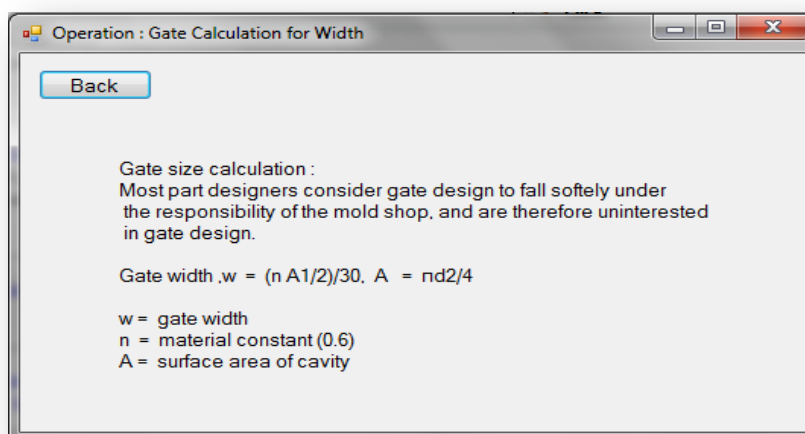 Operation : Gate Calculation for Width
Back
Gate size calculation :
Most part designers consider gate design to fall softely under
the responsibility of the mold shop, and are therefore uninterested
in gate design.
Gate width ,w = (n A1/2)/30, A = πd2/4
w = gate width
n = material constant (0.6)
A = surface area of cavity